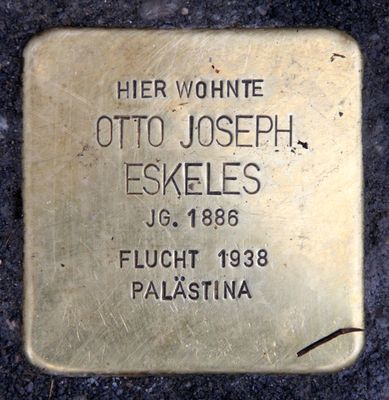 HIER WOHNTE
OTTO JOSEPH
ESKELES
JG. 1886
FLUCHT 1938
PALÄSTINA